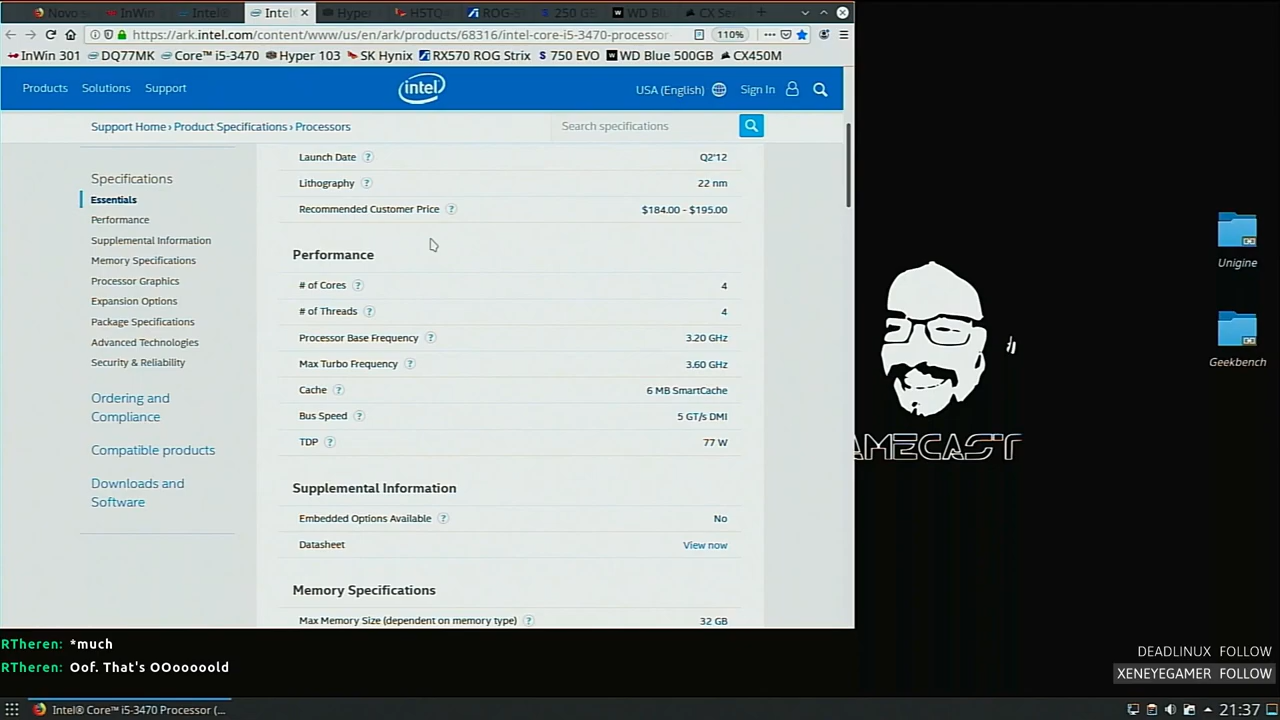 Novo s
InWin
Intel®
Intel
Hyper
H5TQ
ROG-S
250 GE
WD Blu
CX Ser
https://ark.intel.com/content/www/us/en/ark/products/68316/intel-core-i5-3470-processor-
110%
InWin 301
DQ77MK
Core™ i5-3470
Hyper 103
SK Hynix
RX570 ROG Strix
750 EVO
WD Blue 500GB
CX450M
Products Solutions Support
intel
USA (English)
Sign In
Support Home › Product Specifications › Processors
Search specifications
Specifications
Essentials
Performance
Supplemental Information
Memory Specifications
Processor Graphics
Expansion Options
Package Specifications
Advanced Technologies
Security & Reliability
Ordering and
Compliance
Compatible products
Downloads and
Software
Launch Date ? Q2'12
Lithography ? 22 nm
Recommended Customer Price ? $184.00 - $195.00
Performance
# of Cores ? 4
# of Threads ? 4
Processor Base Frequency ? 3.20 GHz
Max Turbo Frequency ? 3.60 GHz
Cache ? 6 MB SmartCache
Bus Speed ? 5 GT/s DMI
TDP ? 77 W
Supplemental Information
Embedded Options Available ? No
Datasheet View now
Memory Specifications
Max Memory Size (dependent on memory type) ? 32 GB
AMECAST
Unigine
Geekbench
RTheren: *much
RTheren: Oof. That's OOooooold
DEADLINUX FOLLOW
XENEYEGAMER FOLLOW
Intel® Core™ i5-3470 Processor (...
21:37